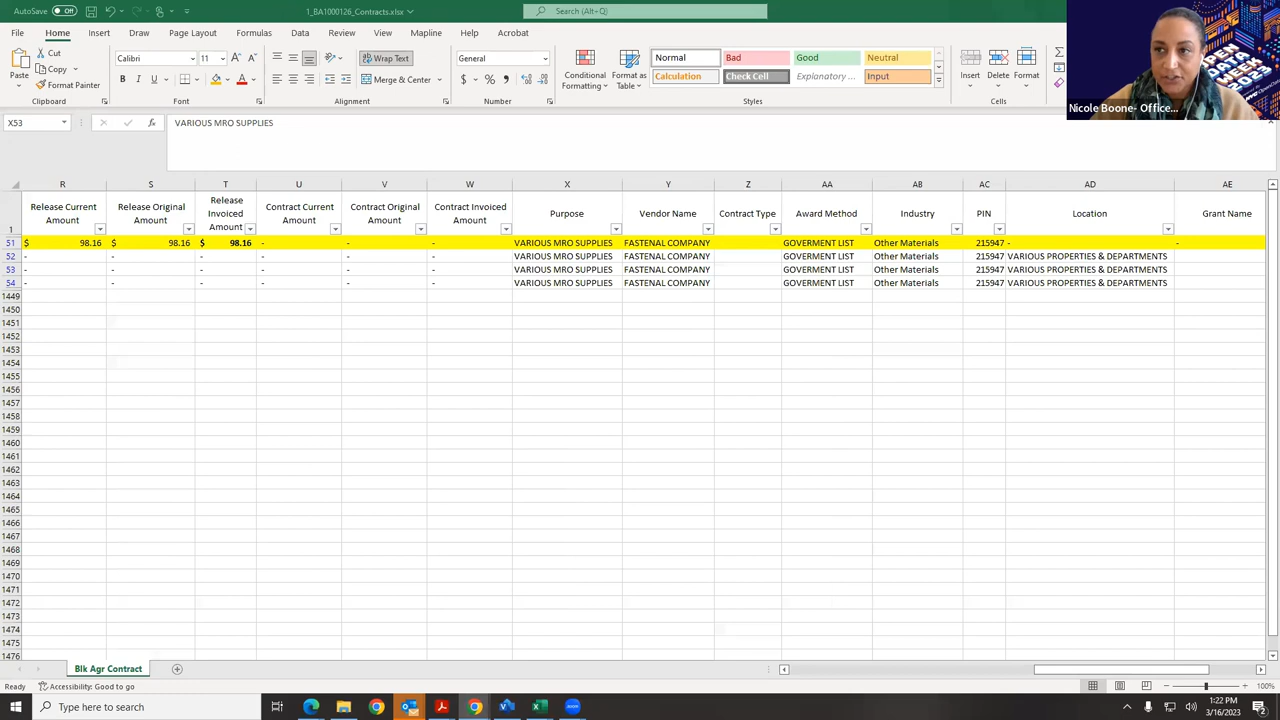 AutoSave Off
1_BA1000126_Contracts.xlsx
Search (Alt+Q)
File Home Insert Draw Page Layout Formulas Data Review View Mapline Help Acrobat
Paste Cut Copy Format Painter Clipboard
Calibri 11 B I U A Font
Wrap Text Merge & Center Alignment
General $ % Number
Conditional Formatting Format as Table
Normal Bad Good Neutral
Calculation Check Cell Explanatory ... Input
Styles
Insert Delete Format
Cells
Nicole Boone- Office...
OPEN DATA WEEK 2023
X53 fx VARIOUS MRO SUPPLIES
R S T U V W X Y Z AA AB AC AD AE
1 Release Current Amount Release Original Amount Release Invoiced Amount Contract Current Amount Contract Original Amount Contract Invoiced Amount Purpose Vendor Name Contract Type Award Method Industry PIN Location Grant Name
51 $ 98.16 $ 98.16 $ 98.16 - - - VARIOUS MRO SUPPLIES FASTENAL COMPANY GOVERMENT LIST Other Materials 215947 - -
52 - - - - - - VARIOUS MRO SUPPLIES FASTENAL COMPANY GOVERMENT LIST Other Materials 215947 VARIOUS PROPERTIES & DEPARTMENTS
53 - - - - - - VARIOUS MRO SUPPLIES FASTENAL COMPANY GOVERMENT LIST Other Materials 215947 VARIOUS PROPERTIES & DEPARTMENTS
54 - - - - - - VARIOUS MRO SUPPLIES FASTENAL COMPANY GOVERMENT LIST Other Materials 215947 VARIOUS PROPERTIES & DEPARTMENTS
1449
1450
1451
1452
1453
1454
1455
1456
1457
1458
1459
1460
1461
1462
1463
1464
1465
1466
1467
1468
1469
1470
1471
1472
1473
1474
1475
1476
Blk Agr Contract
Ready Accessibility: Good to go 100%
Type here to search
1:22 PM
3/16/2023